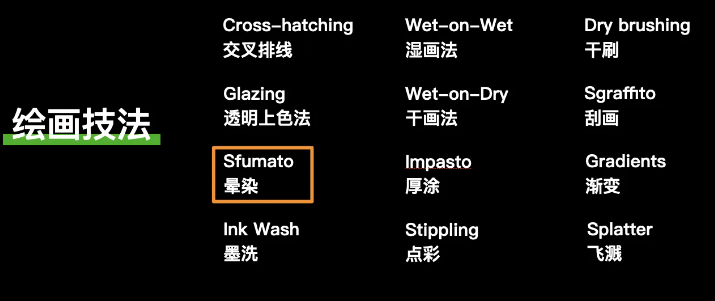 绘画技法
Cross-hatching
交叉排线
Wet-on-Wet
湿画法
Dry brushing
干刷
Glazing
透明上色法
Wet-on-Dry
干画法
Sgraffito
刮画
Sfumato
晕染
Impasto
厚涂
Gradients
渐变
Ink Wash
墨洗
Stippling
点彩
Splatter
飞溅